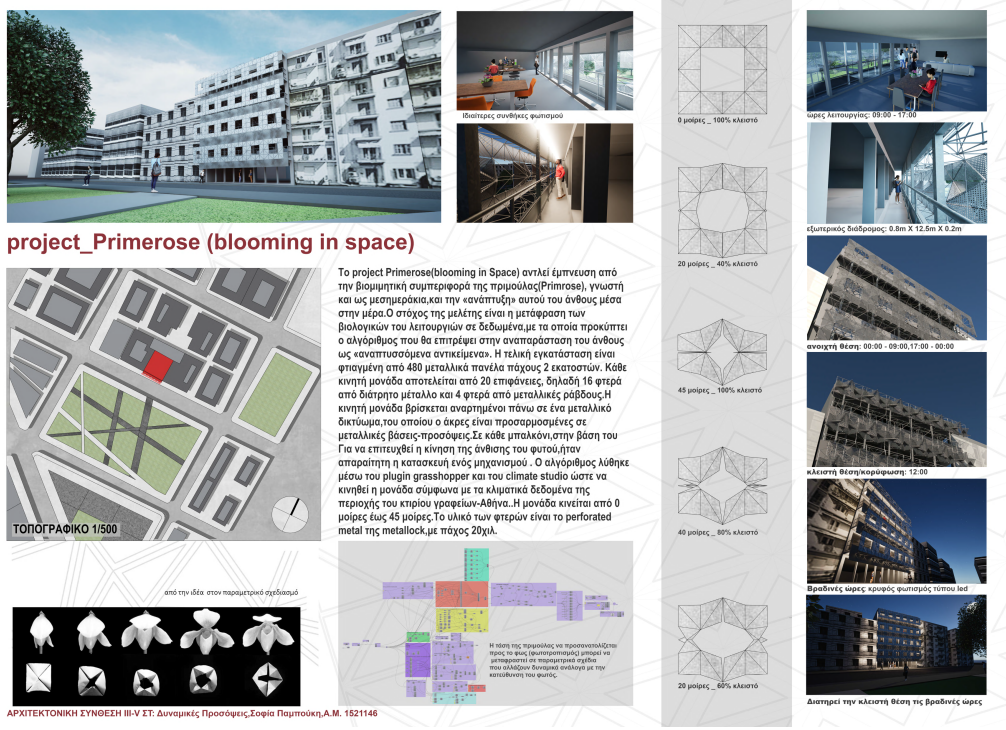 Ιδιαίτερες συνθήκες φωτισμού
project_Primerose (blooming in space)
Το project Primerose(blooming in Space) αντλεί έμπνευση από
την βιομιμητική συμπεριφορά της πριμούλας(Primrose), γνωστή
και ως μεσημεράκια,και την «ανάπτυξη» αυτού του άνθους μέσα
στην μέρα.Ο στόχος της μελέτης είναι η μετάφραση των
βιολογικών του λειτουργιών σε δεδωμένα,με τα οποία προκύπτει
ο αλγόριθμος που θα επιτρέψει στην αναπαράσταση του άνθους
ως «αναπτυσσόμενα αντικείμενα». Η τελική εγκατάσταση είναι
φτιαγμένη από 480 μεταλλικά πανέλα πάχους 2 εκατοστών. Κάθε
κινητή μονάδα αποτελείται από 20 επιφάνειες, δηλαδή 16 φτερά
από διάτρητο μέταλλο και 4 φτερά από μεταλλικές ράβδους.Η
κινητή μονάδα βρίσκεται αναρτημένοι πάνω σε ένα μεταλλικό
δικτύωμα,του οποίου ο άκρες είναι προσαρμοσμένες σε
μεταλλικές βάσεις-προσόψεις.Σε κάθε μπαλκόνι,στην βάση του
Για να επιτευχθεί η κίνηση της άνθισης του φυτού,ήταν
απαραίτητη η κατασκευή ενός μηχανισμού . Ο αλγόριθμος λύθηκε
μέσω του plugin grasshopper και του climate studio ώστε να
κινηθεί η μονάδα σύμφωνα με τα κλιματικά δεδομένα της
περιοχής του κτιρίου γραφείων-Αθήνα..Η μονάδα κινείται από 0
μοίρες έως 45 μοίρες.Το υλικό των φτερών είναι το perforated
metal της metallock,με πάχος 20χιλ.
ΤΟΠΟΓΡΑΦΙΚΟ 1/500
από την ιδέα στον παραμετρικό σχεδιασμό
Η τάση της πριμούλας να προσανατολίζεται
προς το φως (φωτοτροπισμός) μπορεί να
μεταφραστεί σε παραμετρικά σχέδια
που αλλάζουν δυναμικά ανάλογα με την
κατεύθυνση του φωτός.
ΑΡΧΙΤΕΚΤΟΝΙΚΗ ΣΥΝΘΕΣΗ ΙΙΙ-V ΣΤ: Δυναμικές Προσόψεις,Σοφία Παμπούκη,Α.Μ. 1521146
0 μοίρες _ 100% κλειστό
20 μοίρες _ 40% κλειστό
45 μοίρες _ 100% κλειστό
40 μοίρες _ 80% κλειστό
20 μοίρες _ 60% κλειστό
ώρες λειτουργίας: 09:00 - 17:00
εξωτερικός διάδρομος: 0.8m X 12.5m X 0.2m
ανοιχτή θέση: 00:00 - 09:00,17:00 - 00:00
κλειστή θέση/κορύφωση: 12:00
Βραδινές ώρες: κρυφός φωτισμός τύπου led
Διατηρεί την κλειστή θέση τις βραδινές ώρες